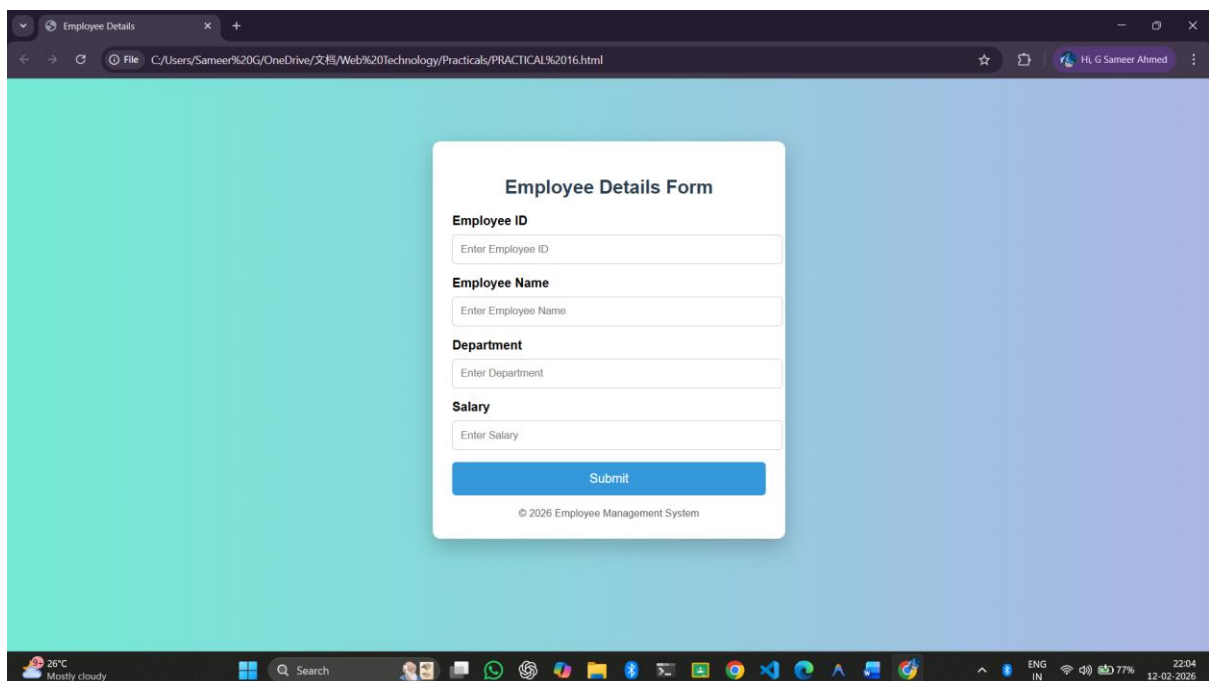 Employee Details
File C:/Users/Sameer%20G/OneDrive/文档/Web%20Technology/Practicals/PRACTICAL%2016.html
Hi, G Sameer Ahmed
Employee Details Form
Employee ID
Enter Employee ID
Employee Name
Enter Employee Name
Department
Enter Department
Salary
Enter Salary
Submit
© 2026 Employee Management System
26°C
Mostly cloudy
Search
ENG
IN
77%
22:04
12-02-2026